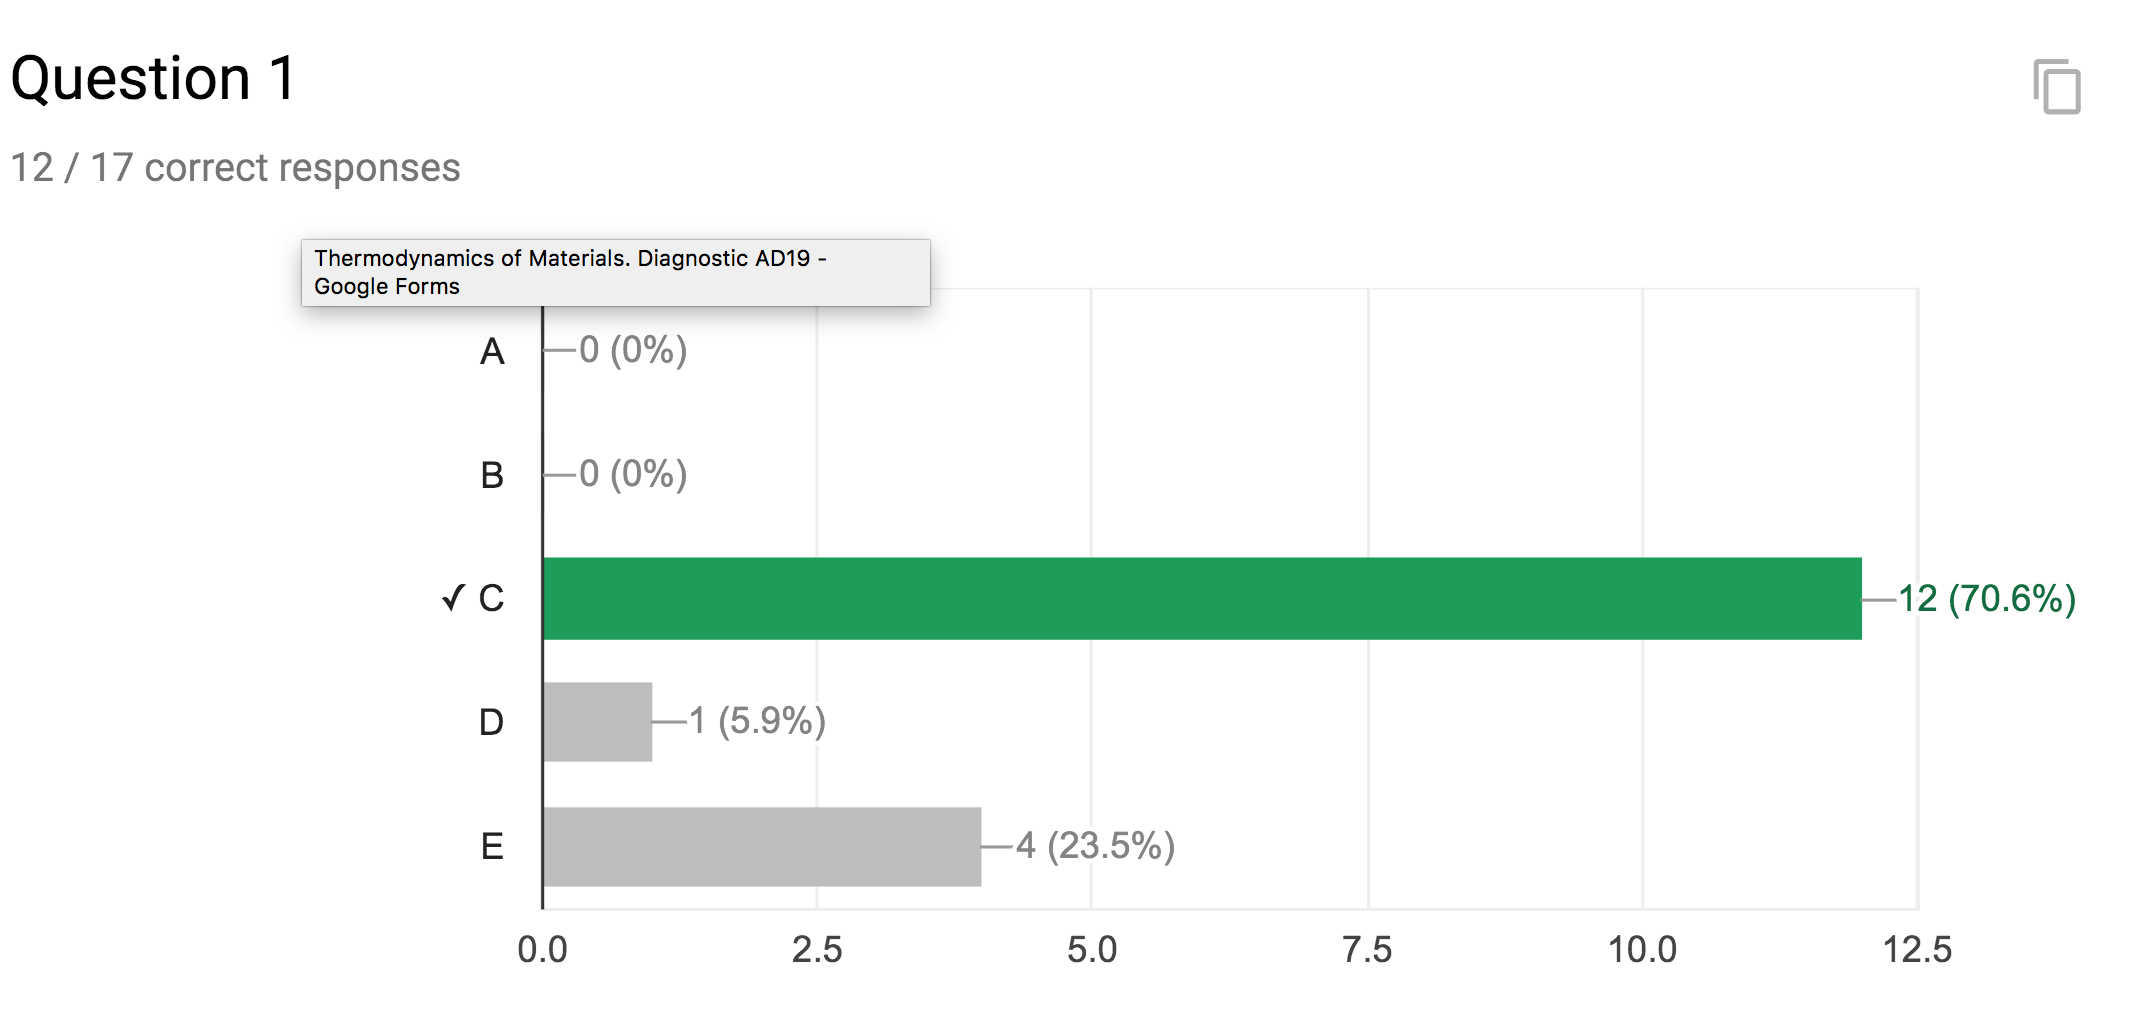 Question 1
12 / 17 correct responses
Thermodynamics of Materials. Diagnostic AD19 -
Google Forms
A 0 (0%)
B 0 (0%)
✓ C 12 (70.6%)
D 1 (5.9%)
E 4 (23.5%)
0.0 2.5 5.0 7.5 10.0 12.5